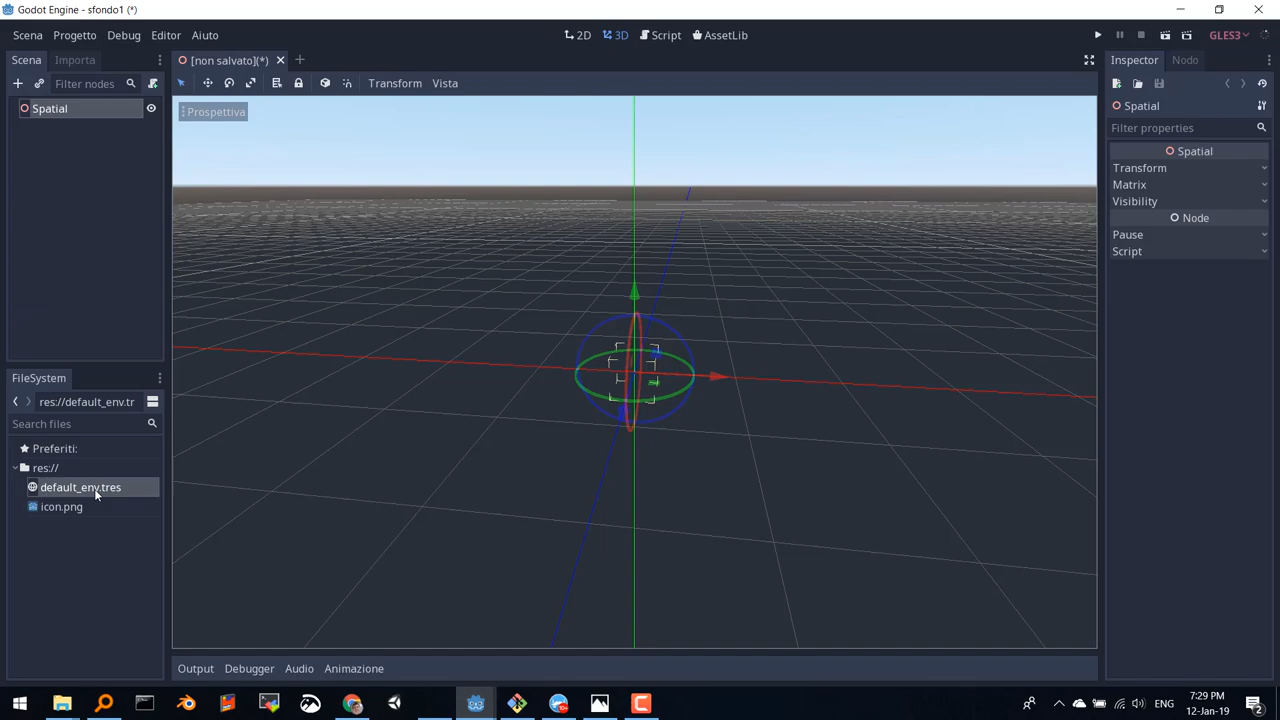 Godot Engine - sfondo1 (*)
Scena Progetto Debug Editor Aiuto
2D 3D Script AssetLib
GLES3
Scena Importa
[non salvato](*)
Inspector Nodo
Filter nodes
Transform Vista
Spatial
Prospettiva
Spatial
Filter properties
Spatial
Transform
Matrix
Visibility
Node
Pause
Script
FileSystem
res://default_env.tr
Search files
Preferiti:
res://
default_env.tres
icon.png
Output Debugger Audio Animazione
10+
ENG
7:29 PM
12-Jan-19
2